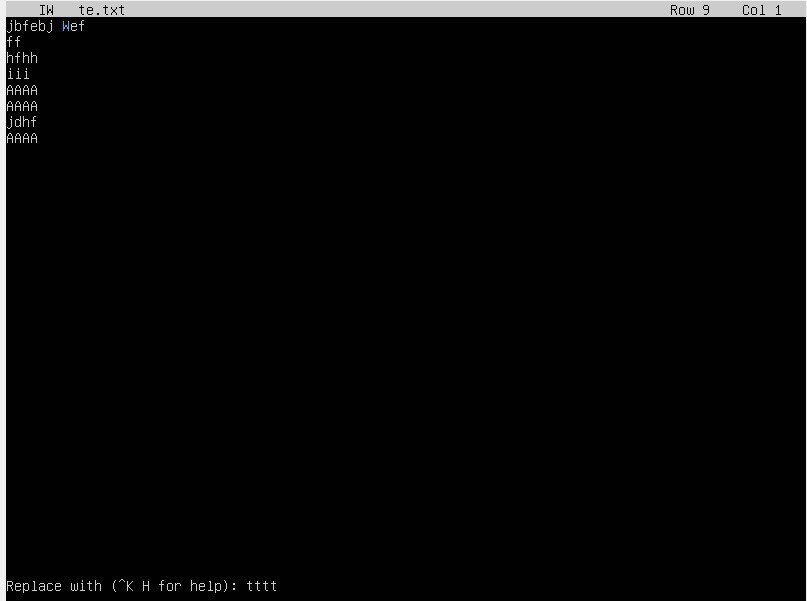 IW te.txt Row 9 Col 1
jbfebj Wef
ff
hfhh
iii
AAAA
AAAA
jdhf
AAAA
Replace with (^K H for help): tttt